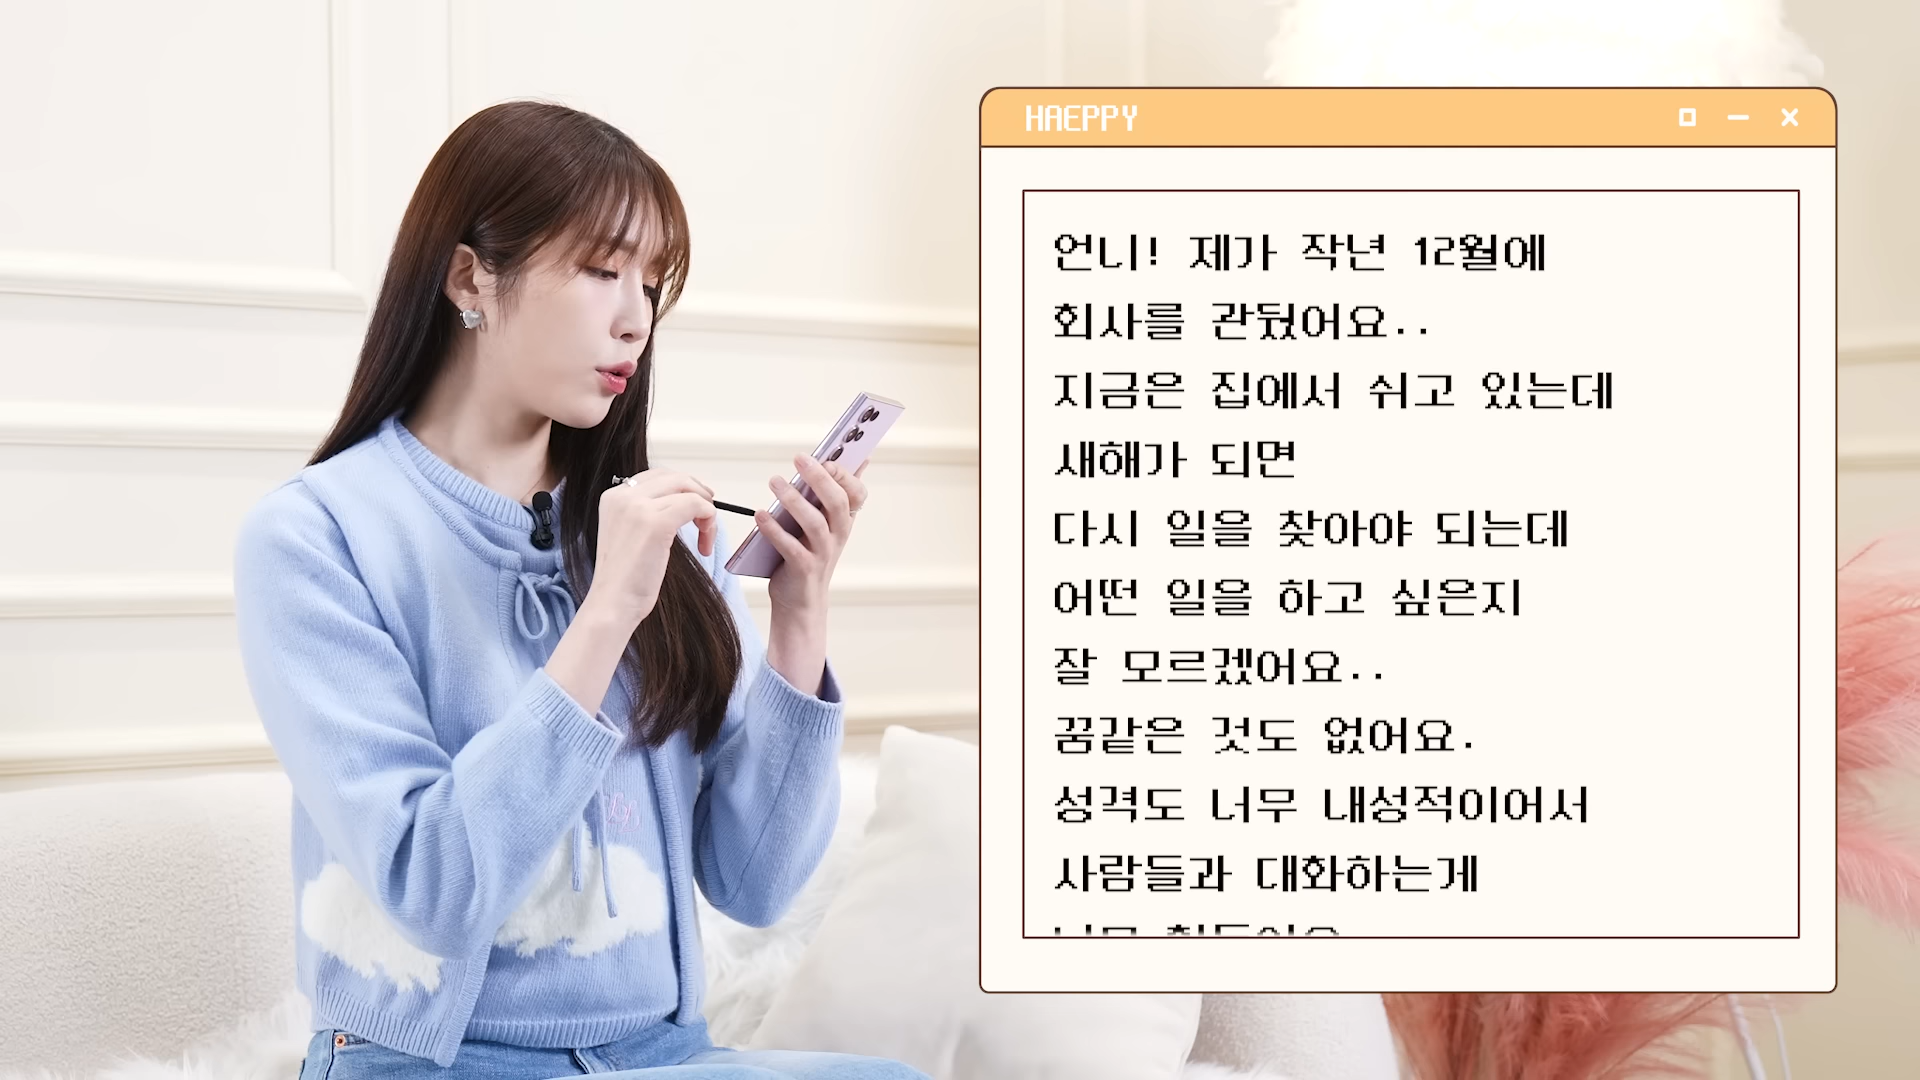 HAEPPY
언니! 제가 작년 12월에
회사를 관뒀어요..
지금은 집에서 쉬고 있는데
새해가 되면
다시 일을 찾아야 되는데
어떤 일을 하고 싶은지
잘 모르겠어요..
꿈같은 것도 없어요.
성격도 너무 내성적이어서
사람들과 대화하는게